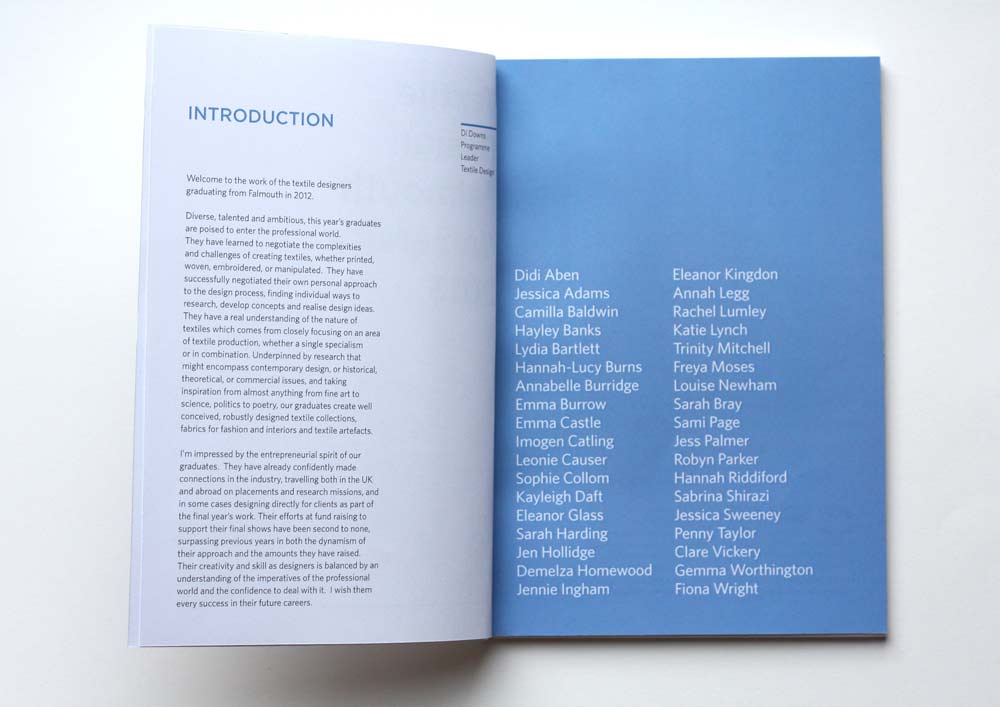 INTRODUCTION
Di Downs
Programme
Leader
Textile Design
Welcome to the work of the textile designers
graduating from Falmouth in 2012.
Diverse, talented and ambitious, this year's graduates
are poised to enter the professional world.
They have learned to negotiate the complexities
and challenges of creating textiles, whether printed,
woven, embroidered, or manipulated. They have
successfully negotiated their own personal approach
to the design process, finding individual ways to
research, develop concepts and realise design ideas.
They have a real understanding of the nature of
textiles which comes from closely focusing on an area
of textile production, whether a single specialism
or in combination. Underpinned by research that
might encompass contemporary design, or historical,
theoretical, or commercial issues, and taking
inspiration from almost anything from fine art to
science, politics to poetry, our graduates create well
conceived, robustly designed textile collections,
fabrics for fashion and interiors and textile artefacts.
I'm impressed by the entrepreneurial spirit of our
graduates. They have already confidently made
connections in the industry, travelling both in the UK
and abroad on placements and research missions, and
in some cases designing directly for clients as part of
the final year's work. Their efforts at fund raising to
support their final shows have been second to none,
surpassing previous years in both the dynamism of
their approach and the amounts they have raised.
Their creativity and skill as designers is balanced by an
understanding of the imperatives of the professional
world and the confidence to deal with it. I wish them
every success in their future careers.
Didi Aben
Jessica Adams
Camilla Baldwin
Hayley Banks
Lydia Bartlett
Hannah-Lucy Burns
Annabelle Burridge
Emma Burrow
Emma Castle
Imogen Catling
Leonie Causer
Sophie Collom
Kayleigh Daft
Eleanor Glass
Sarah Harding
Jen Hollidge
Demelza Homewood
Jennie Ingham
Eleanor Kingdon
Annah Legg
Rachel Lumley
Katie Lynch
Trinity Mitchell
Freya Moses
Louise Newham
Sarah Bray
Sami Page
Jess Palmer
Robyn Parker
Hannah Riddiford
Sabrina Shirazi
Jessica Sweeney
Penny Taylor
Clare Vickery
Gemma Worthington
Fiona Wright